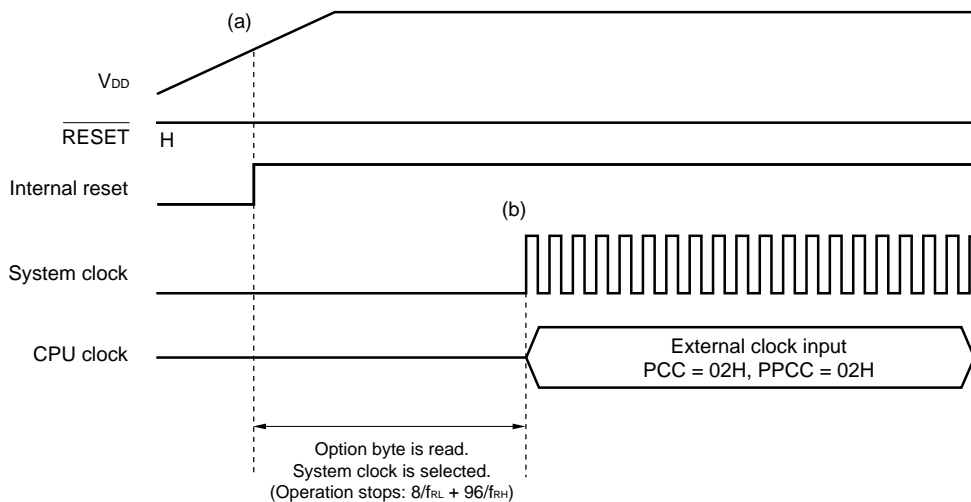 (a)
VDD
RESET
H
Internal reset
(b)
System clock
CPU clock
External clock input
PCC = 02H, PPCC = 02H
Option byte is read.
System clock is selected.
(Operation stops: 8/fRL + 96/fRH)